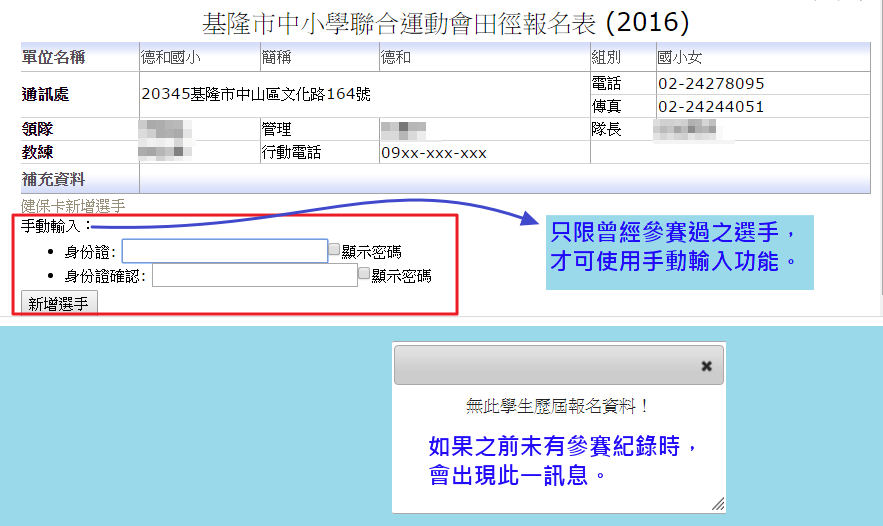 基隆市中小學聯合運動會田徑報名表 (2016)
單位名稱 德和國小 簡稱 德和 組別 國小女
通訊處 20345基隆市中山區文化路164號 電話 02-24278095
傳真 02-24244051
領隊 管理 隊長
教練 行動電話 09xx-xxx-xxx
補充資料
健保卡新增選手
手動輸入：
• 身份證: 顯示密碼
• 身份證確認: 顯示密碼
新增選手
只限曾經參賽過之選手，
才可使用手動輸入功能。
無此學生歷屆報名資料！
如果之前未有參賽紀錄時，
會出現此一訊息。